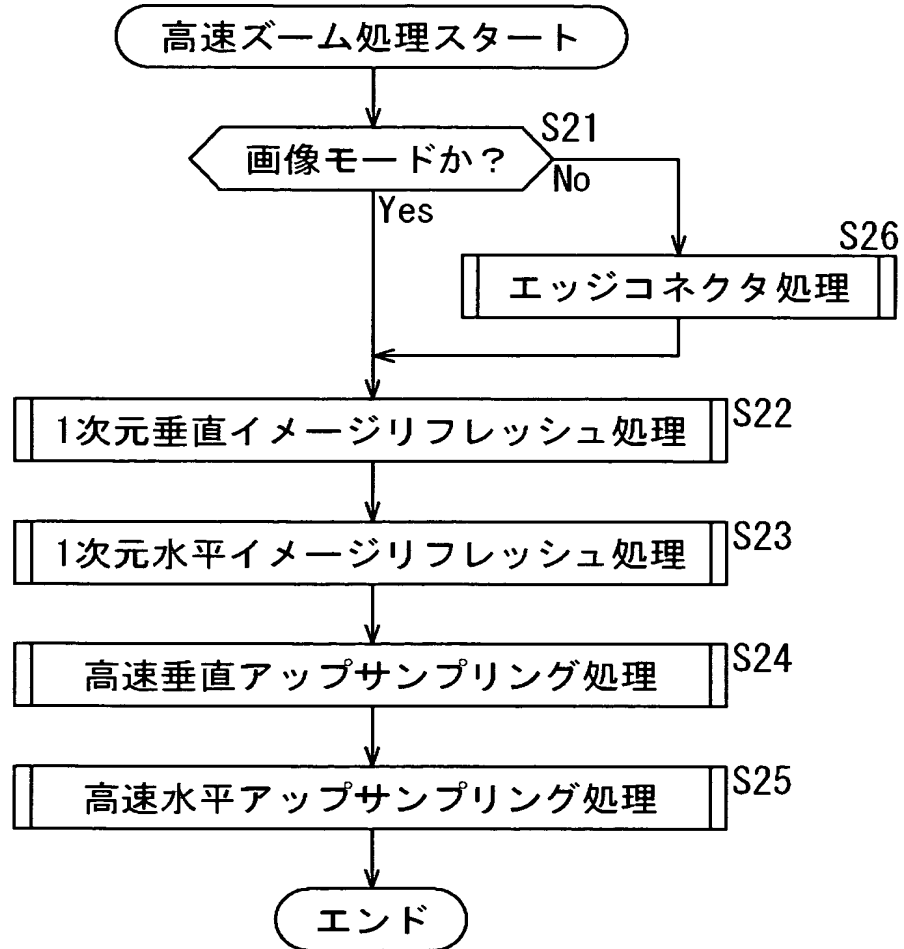 高速ズーム処理スタート
S21
画像モードか？
No
Yes
S26
エッジコネクタ処理
1次元垂直イメージリフレッシュ処理
S22
1次元水平イメージリフレッシュ処理
S23
高速垂直アップサンプリング処理
S24
高速水平アップサンプリング処理
S25
エンド